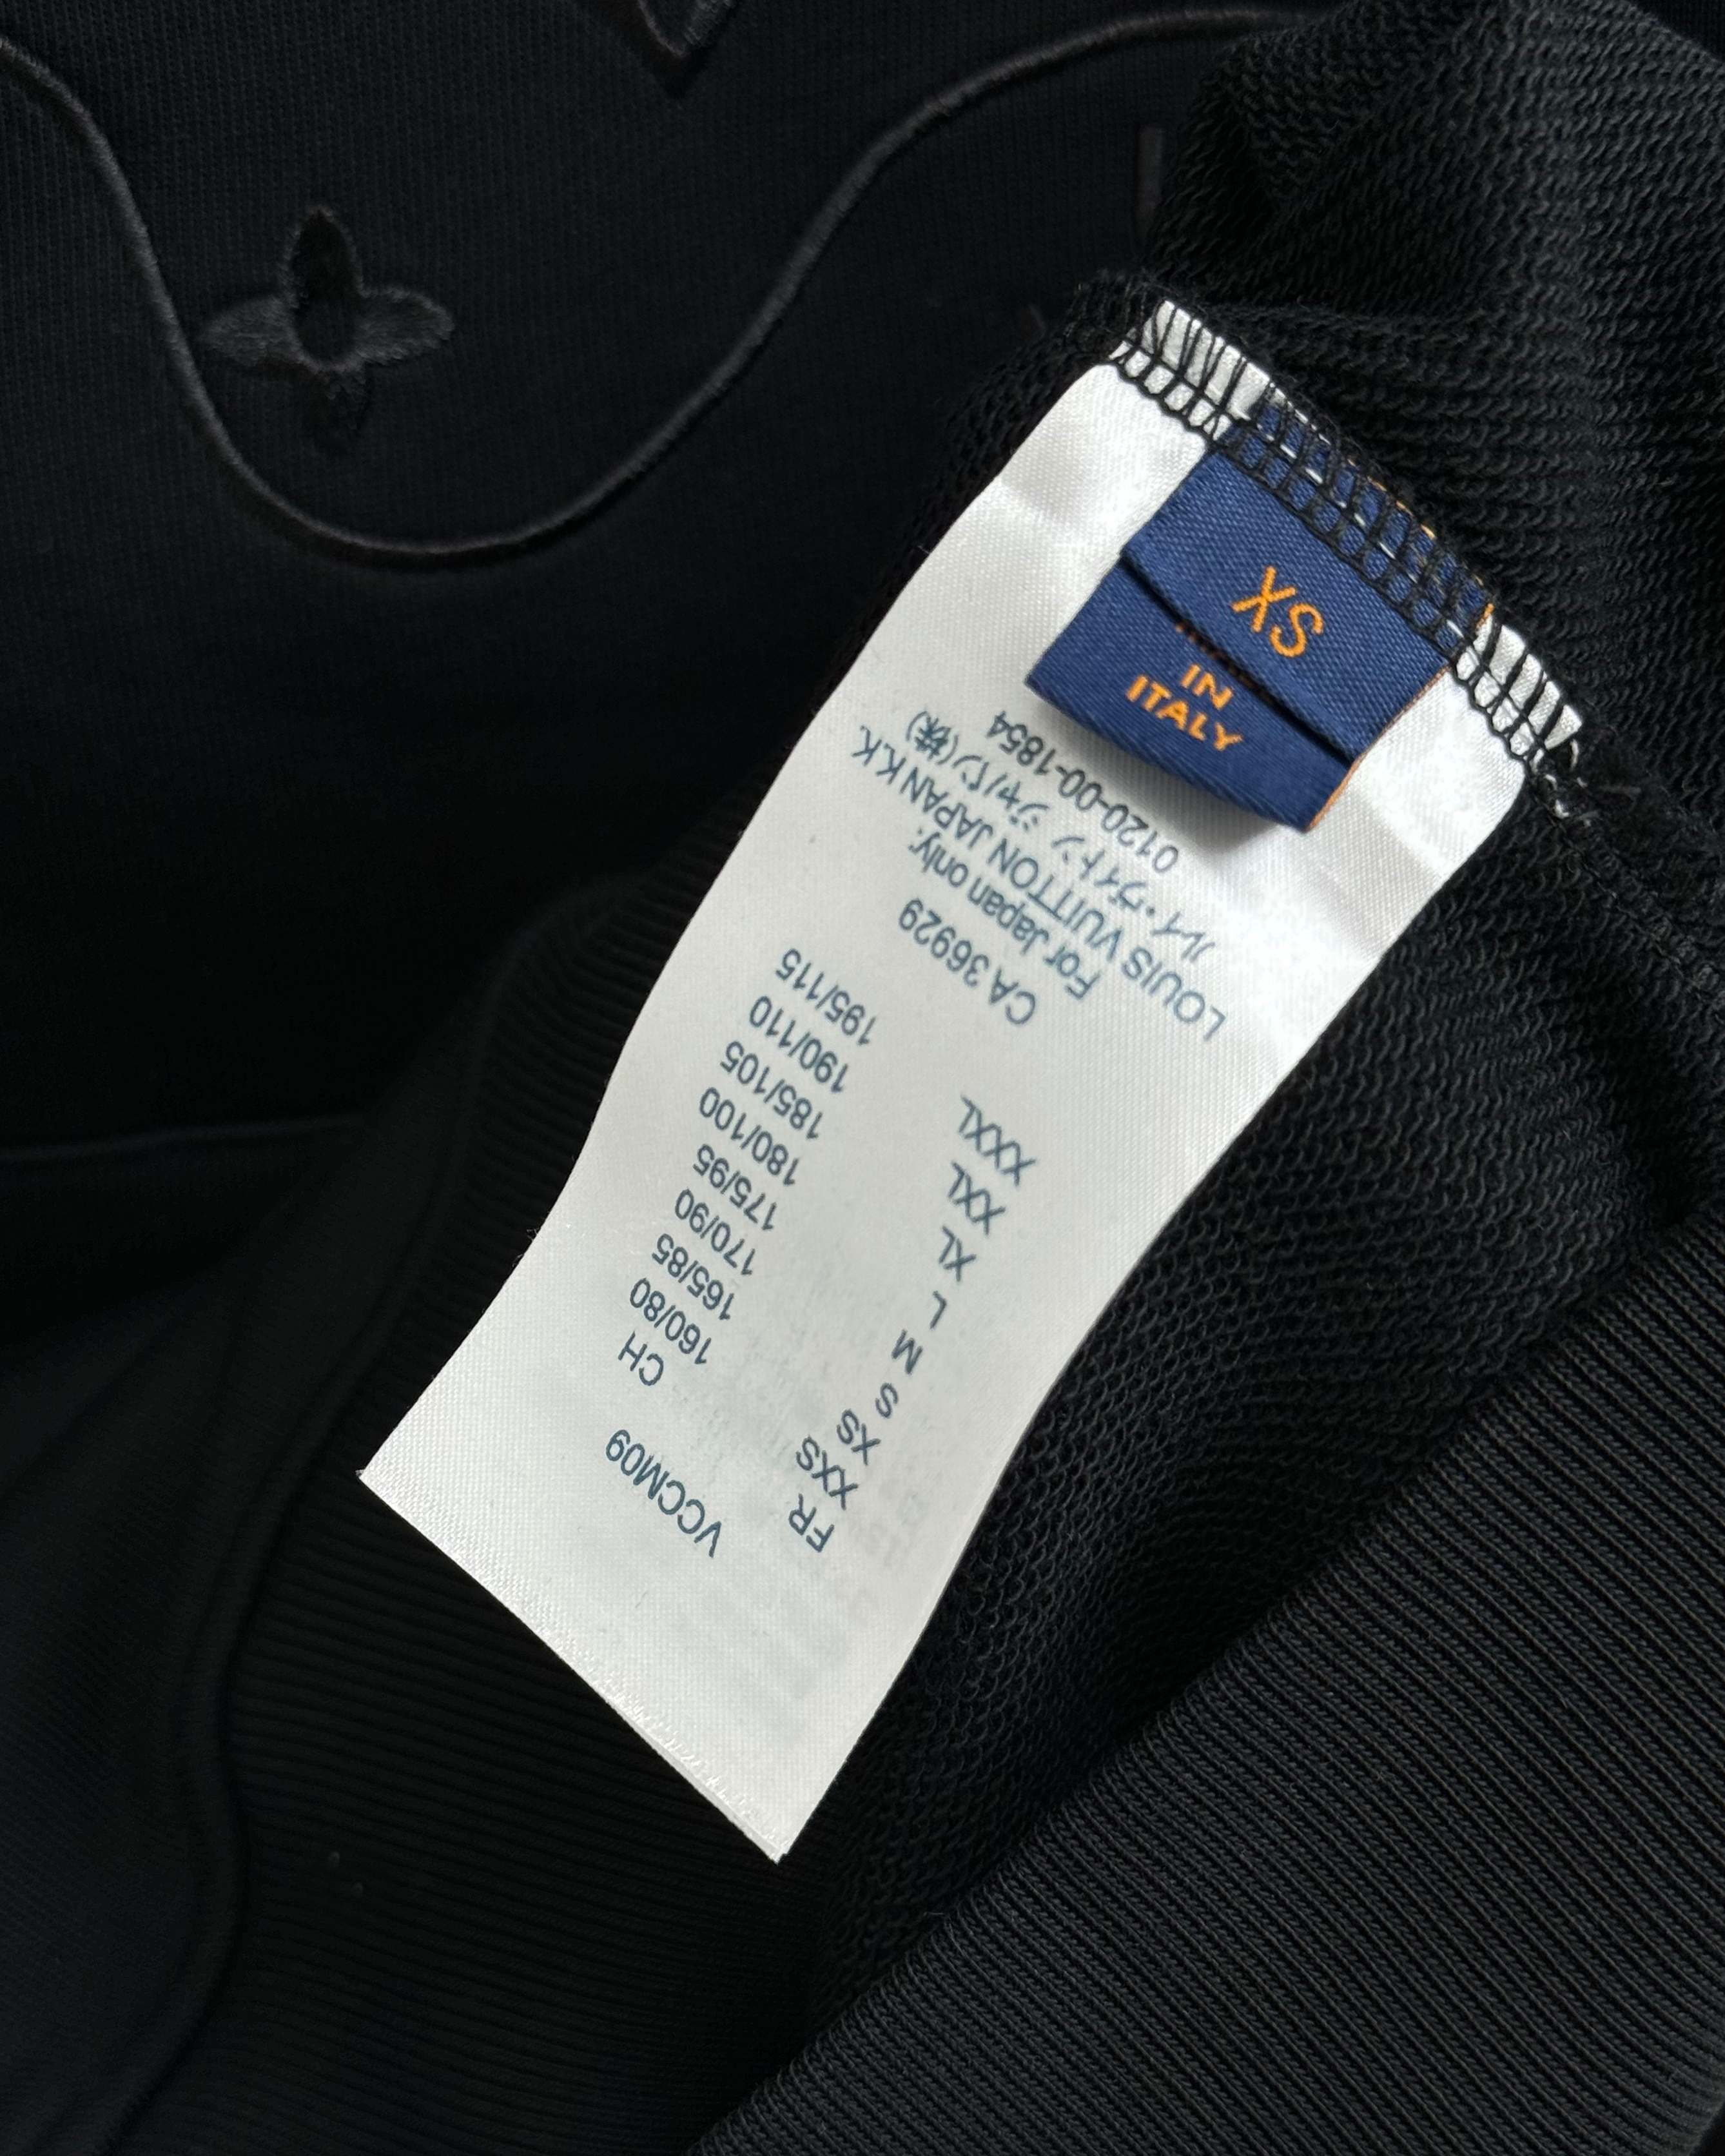 XS
IN
ITALY
VCCCM09
FR CH
XXS 160/80
XS 165/85
S 170/90
M 175/95
L 180/100
XL 185/105
XXL 190/110
XXXL 195/115
CA 36929
For Japan only:
LOUIS VUITTON JAPAN K.K.
ルイ・ヴィトン ジャパン(株)
0120-00-1854